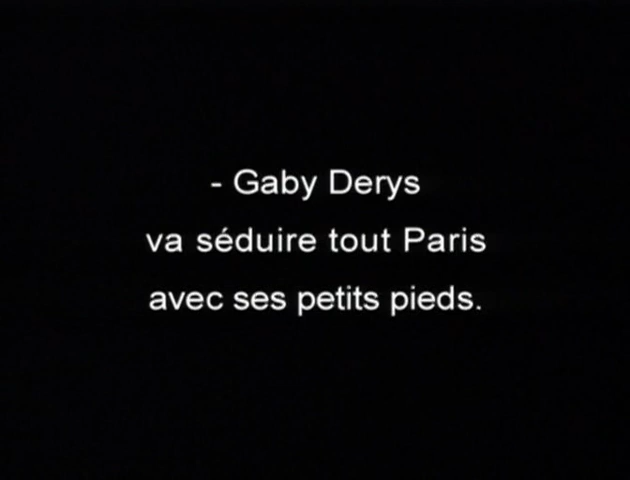 - Gaby Derys
va séduire tout Paris
avec ses petits pieds.